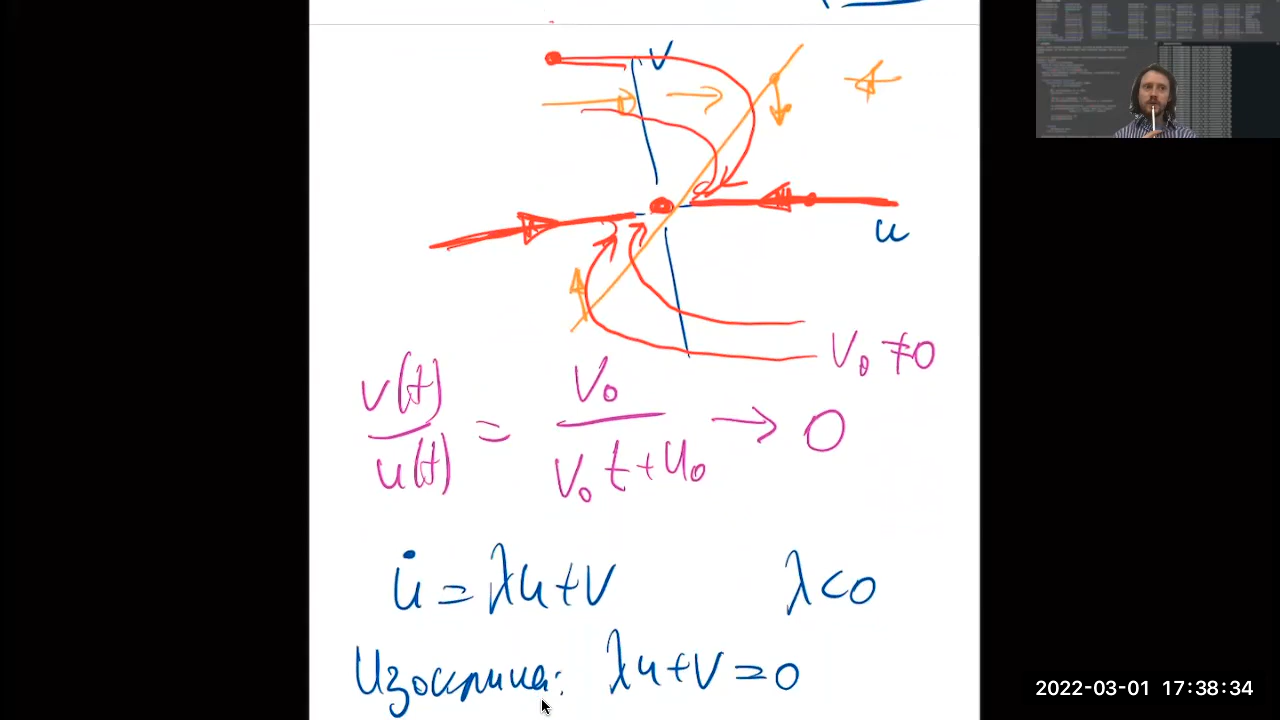 v
u
v₀ ≠ 0
v(t)/u(t) = v₀/(v₀t + u₀) → 0
u̇ = λu + v λ < 0
Изоклина: λu + v = 0
2022-03-01 17:38:34